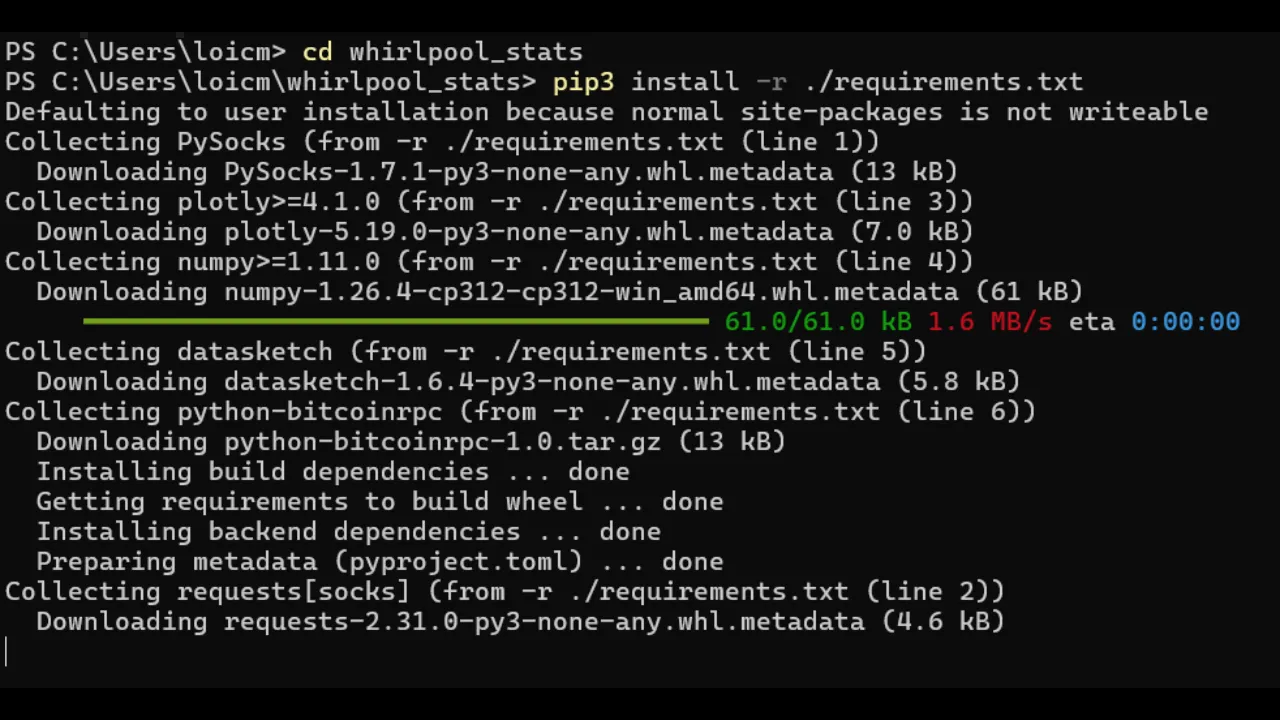 PS C:\Users\loicm> cd whirlpool_stats
PS C:\Users\loicm\whirlpool_stats> pip3 install -r ./requirements.txt
Defaulting to user installation because normal site-packages is not writeable
Collecting PySocks (from -r ./requirements.txt (line 1))
  Downloading PySocks-1.7.1-py3-none-any.whl.metadata (13 kB)
Collecting plotly>=4.1.0 (from -r ./requirements.txt (line 3))
  Downloading plotly-5.19.0-py3-none-any.whl.metadata (7.0 kB)
Collecting numpy>=1.11.0 (from -r ./requirements.txt (line 4))
  Downloading numpy-1.26.4-cp312-cp312-win_amd64.whl.metadata (61 kB)
61.0/61.0 kB 1.6 MB/s eta 0:00:00
Collecting datasketch (from -r ./requirements.txt (line 5))
  Downloading datasketch-1.6.4-py3-none-any.whl.metadata (5.8 kB)
Collecting python-bitcoinrpc (from -r ./requirements.txt (line 6))
  Downloading python-bitcoinrpc-1.0.tar.gz (13 kB)
  Installing build dependencies ... done
  Getting requirements to build wheel ... done
  Installing backend dependencies ... done
  Preparing metadata (pyproject.toml) ... done
Collecting requests[socks] (from -r ./requirements.txt (line 2))
  Downloading requests-2.31.0-py3-none-any.whl.metadata (4.6 kB)